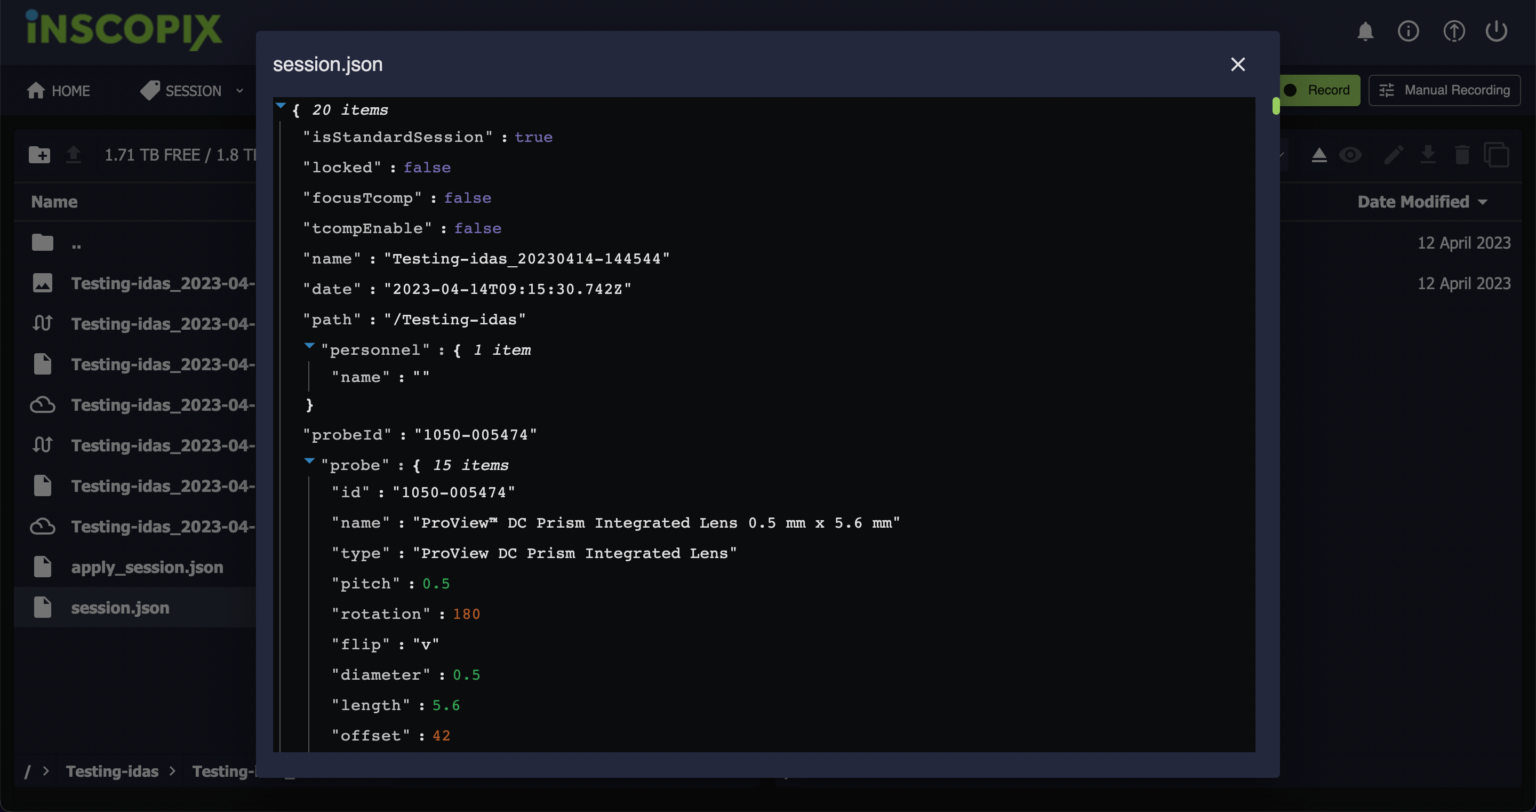 INSCOPIX
HOME
SESSION
Record
Manual Recording
1.71 TB FREE / 1.8
Name
Date Modified
..
12 April 2023
Testing-idas_2023-04-
12 April 2023
Testing-idas_2023-04-
Testing-idas_2023-04-
Testing-idas_2023-04-
Testing-idas_2023-04-
Testing-idas_2023-04-
Testing-idas_2023-04-
apply_session.json
session.json
/ > Testing-idas > Testing-
session.json
{ 20 items
"isStandardSession" : true
"locked" : false
"focusTcomp" : false
"tcompEnable" : false
"name" : "Testing-idas_20230414-144544"
"date" : "2023-04-14T09:15:30.742Z"
"path" : "/Testing-idas"
"personnel" : { 1 item
"name" : ""
}
"probeId" : "1050-005474"
"probe" : { 15 items
"id" : "1050-005474"
"name" : "ProView™ DC Prism Integrated Lens 0.5 mm x 5.6 mm"
"type" : "ProView DC Prism Integrated Lens"
"pitch" : 0.5
"rotation" : 180
"flip" : "v"
"diameter" : 0.5
"length" : 5.6
"offset" : 42